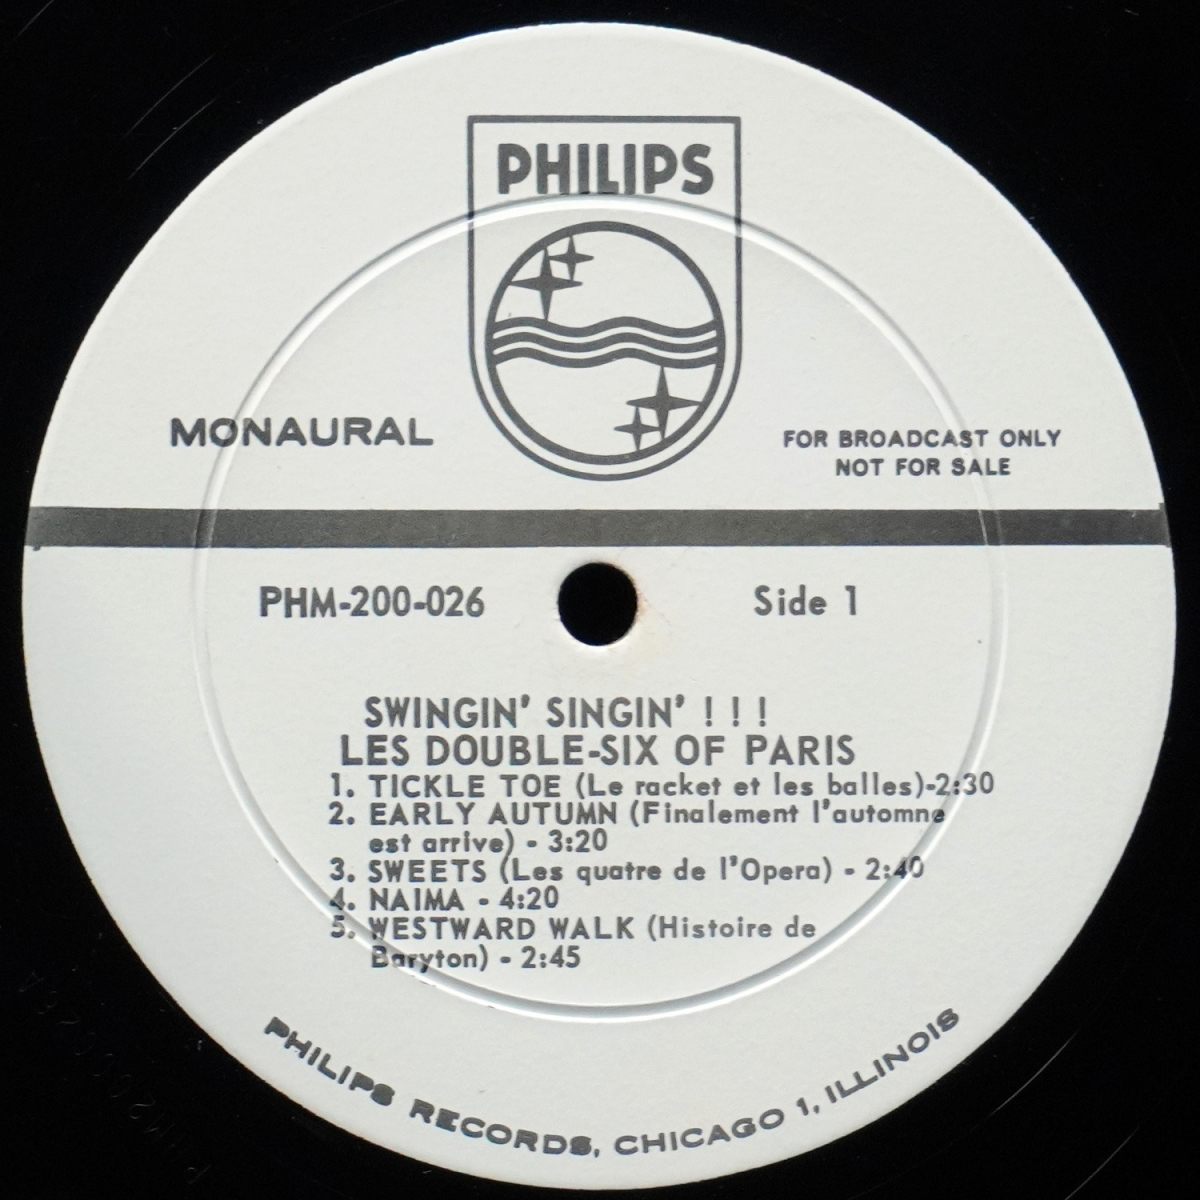 PHILIPS
MONAURAL
FOR BROADCAST ONLY
NOT FOR SALE
PHM-200-026
Side 1
SWINGIN' SINGIN' ! ! !
LES DOUBLE-SIX OF PARIS
1. TICKLE TOE (Le racket et les balles)-2:30
2. EARLY AUTUMN (Finalement l'automne
est arrive) - 3:20
3. SWEETS (Les quatre de l'Opera) - 2:40
4. NAIMA - 4:20
5. WESTWARD WALK (Histoire de
Baryton) - 2:45
PHILIPS RECORDS, CHICAGO 1, ILLINOIS